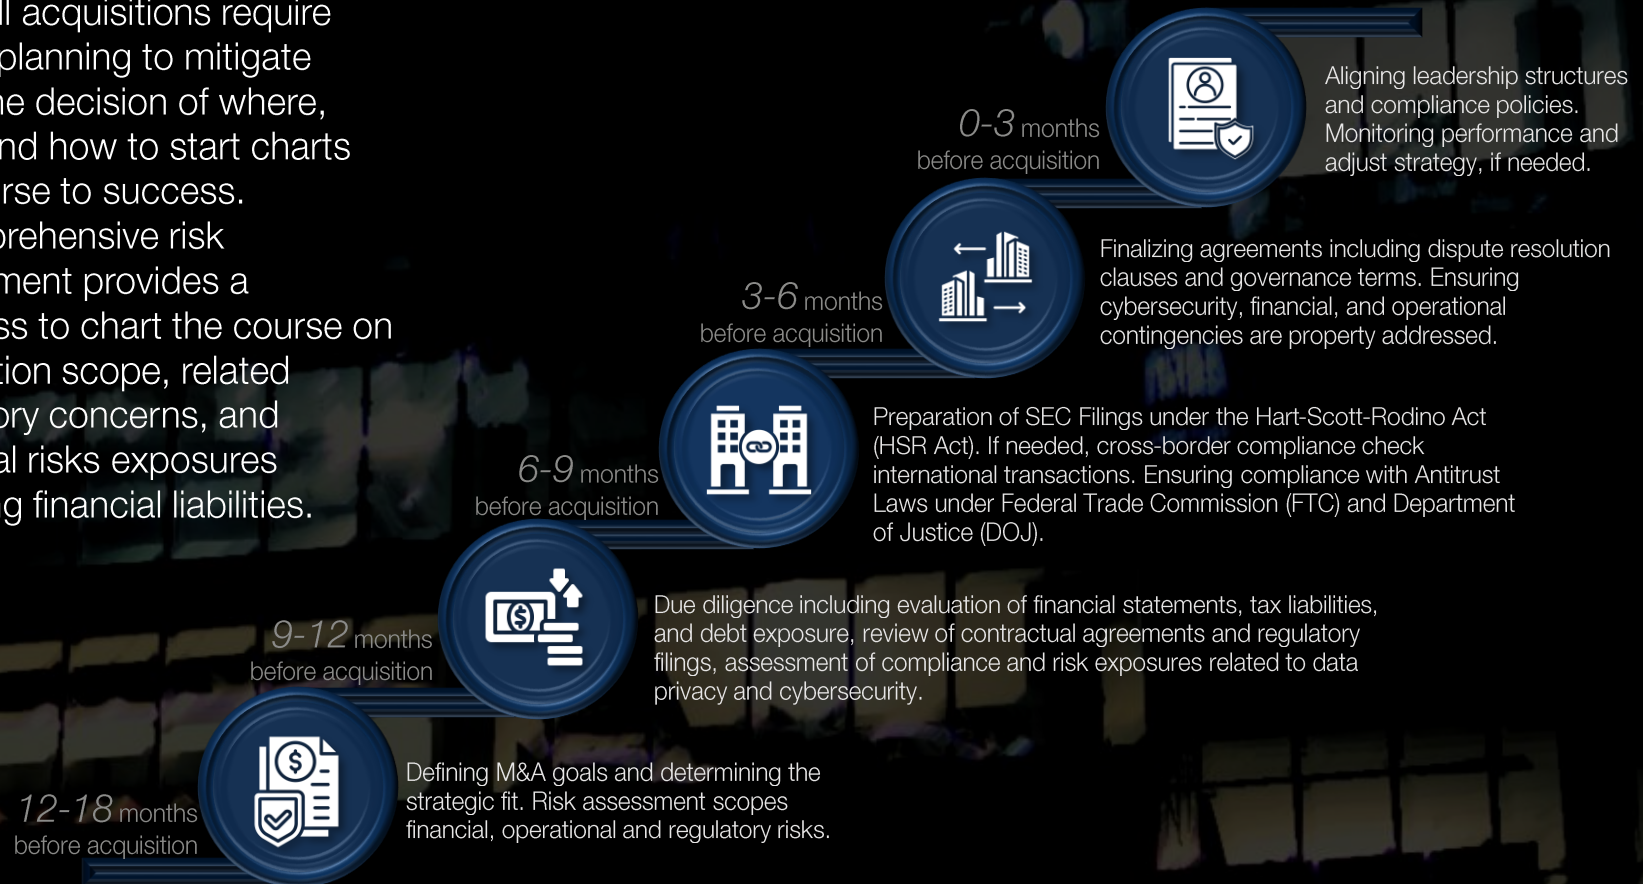 ll acquisitions require
planning to mitigate
he decision of where,
nd how to start charts
rse to success.
prehensive risk
ment provides a
ss to chart the course on
tion scope, related
ory concerns, and
al risks exposures
ng financial liabilities.
0-3 months
before acquisition
Aligning leadership structures
and compliance policies.
Monitoring performance and
adjust strategy, if needed.
3-6 months
before acquisition
Finalizing agreements including dispute resolution
clauses and governance terms. Ensuring
cybersecurity, financial, and operational
contingencies are property addressed.
6-9 months
before acquisition
Preparation of SEC Filings under the Hart-Scott-Rodino Act
(HSR Act). If needed, cross-border compliance check
international transactions. Ensuring compliance with Antitrust
Laws under Federal Trade Commission (FTC) and Department
of Justice (DOJ).
9-12 months
before acquisition
Due diligence including evaluation of financial statements, tax liabilities,
and debt exposure, review of contractual agreements and regulatory
filings, assessment of compliance and risk exposures related to data
privacy and cybersecurity.
12-18 months
before acquisition
Defining M&A goals and determining the
strategic fit. Risk assessment scopes
financial, operational and regulatory risks.